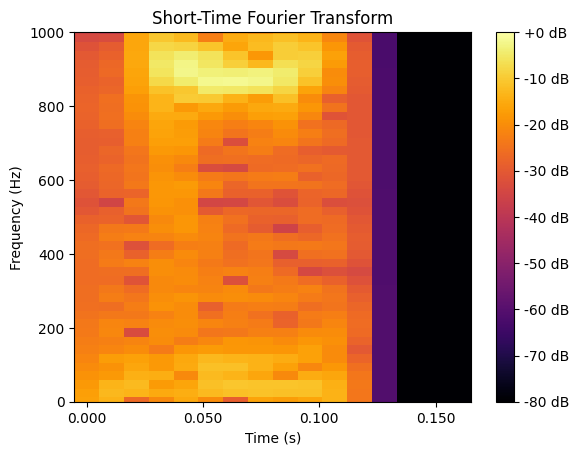 Short-Time Fourier Transform
1000
800
600
400
200
0
Frequency (Hz)
0.000
0.050
0.100
0.150
Time (s)
+0 dB
-10 dB
-20 dB
-30 dB
-40 dB
-50 dB
-60 dB
-70 dB
-80 dB